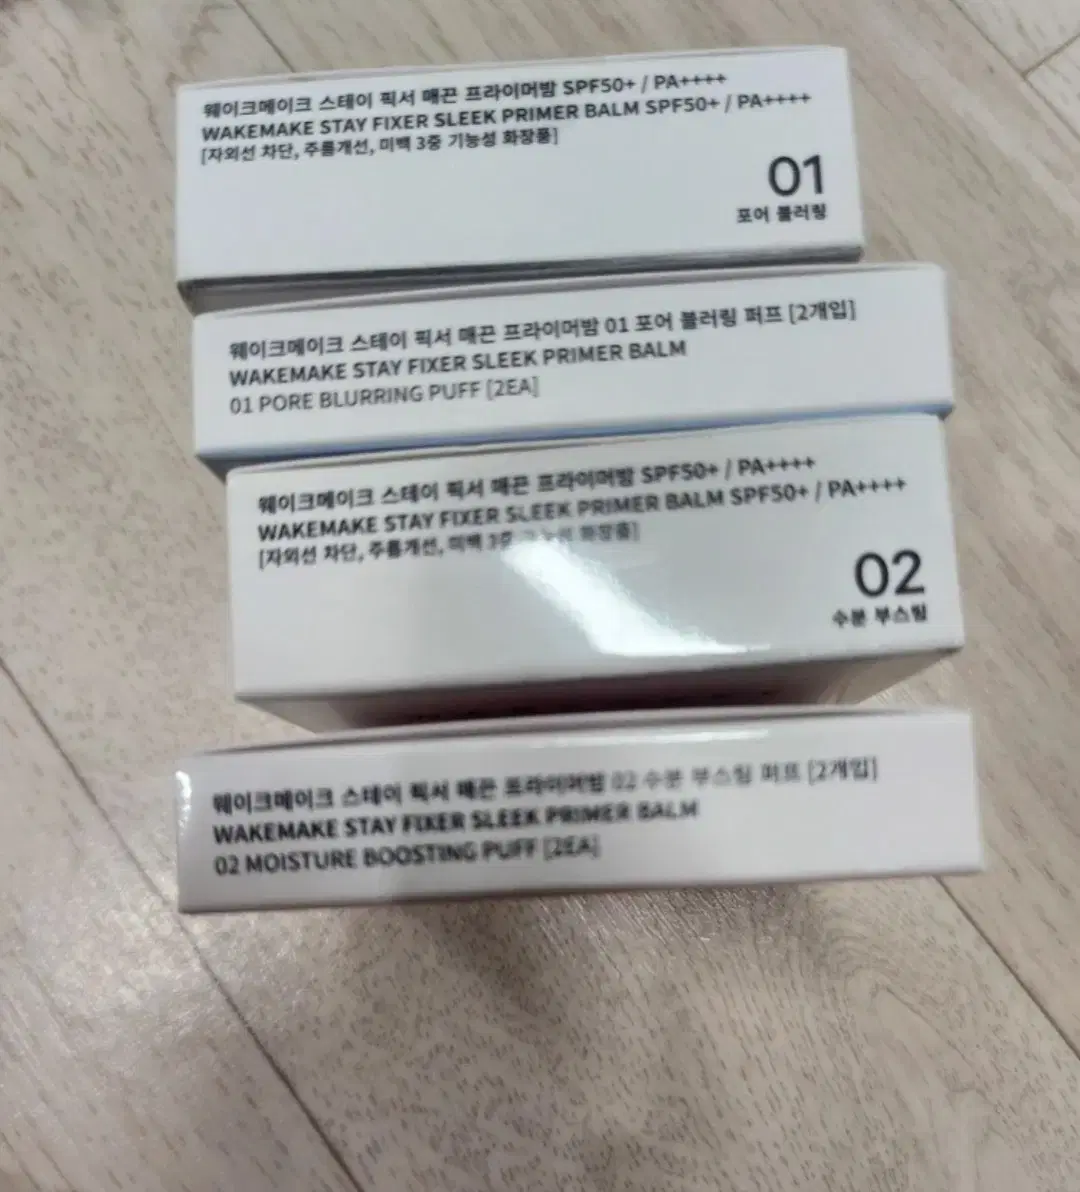 웨이크메이크 스테이 픽서 매끈 프라이머밤 SPF50+ / PA++++
WAKEMAKE STAY FIXER SLEEK PRIMER BALM SPF50+ / PA++++
[자외선 차단, 주름개선, 미백 3중 기능성 화장품]
01
포어 블러링
웨이크메이크 스테이 픽서 매끈 프라이머밤 01 포어 블러링 퍼프 [2개입]
WAKEMAKE STAY FIXER SLEEK PRIMER BALM
01 PORE BLURRING PUFF [2EA]
웨이크메이크 스테이 픽서 매끈 프라이머밤 SPF50+ / PA++++
WAKEMAKE STAY FIXER SLEEK PRIMER BALM SPF50+ / PA++++
[자외선 차단, 주름개선, 미백 3중 기능성 화장품]
02
수분 부스팅
웨이크메이크 스테이 픽서 매끈 프라이머밤 02 수분 부스팅 퍼프 [2개입]
WAKEMAKE STAY FIXER SLEEK PRIMER BALM
02 MOISTURE BOOSTING PUFF [2EA]